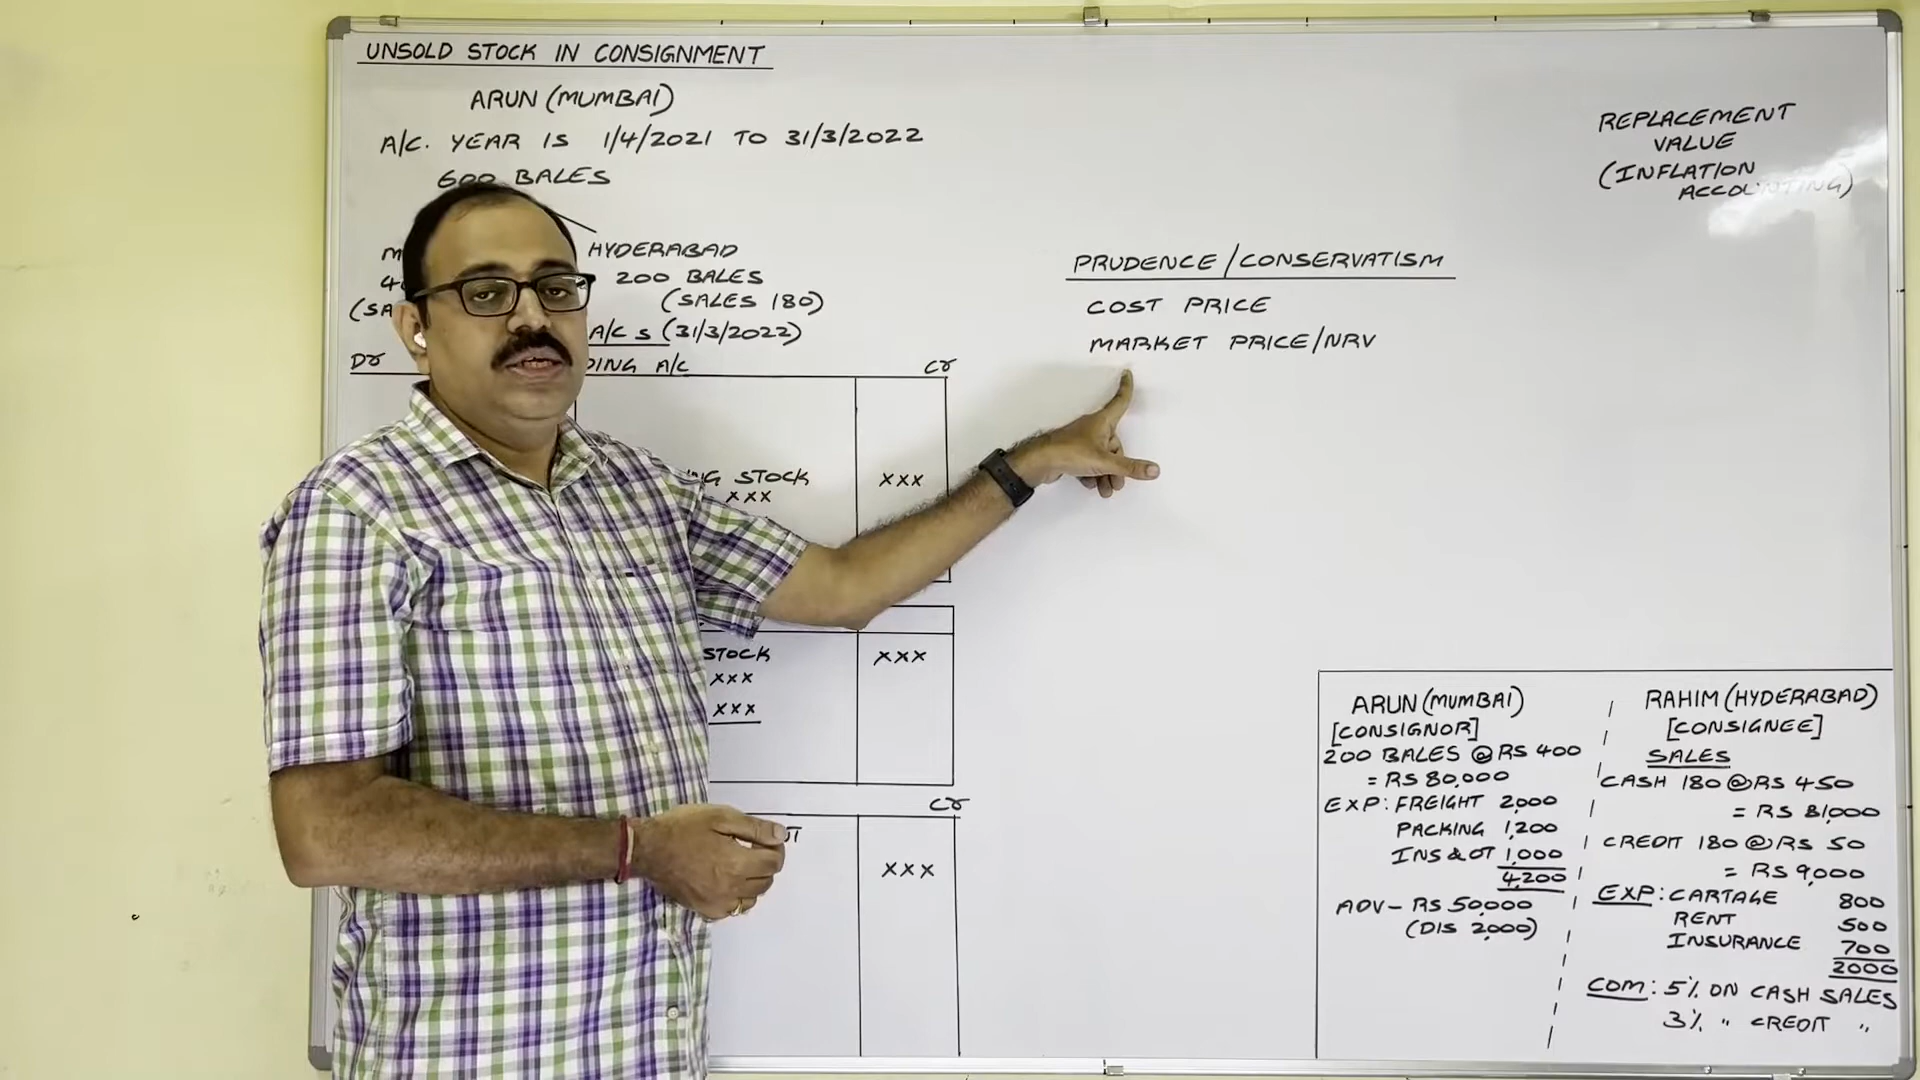 UNSOLD STOCK IN CONSIGNMENT
ARUN (MUMBAI)
A/C. YEAR IS 1/4/2021 TO 31/3/2022
600 BALES
HYDERABAD
200 BALES
(SALES 180)
A/C S (31/3/2022)
Dr A/C Cr
STOCK XXX
XXX
STOCK XXX
XXX
XXX
Cr
XXX
REPLACEMENT
VALUE
(INFLATION
ACCOUNTING)
PRUDENCE/CONSERVATISM
COST PRICE
MARKET PRICE/NRV
ARUN (MUMBAI)
[CONSIGNOR]
200 BALES @ RS 400
= RS 80,000
EXP: FREIGHT 2,000
PACKING 1,200
INS & OT 1,000
4,200
ADV - RS 50,000
(DIS 2,000)
RAHIM (HYDERABAD)
[CONSIGNEE]
SALES
CASH 180 @ RS 450
= RS 81,000
CREDIT 180 @ RS 50
= RS 9,000
EXP: CARTAGE 800
RENT 500
INSURANCE 700
2000
COM: 5% ON CASH SALES
3% " CREDIT "